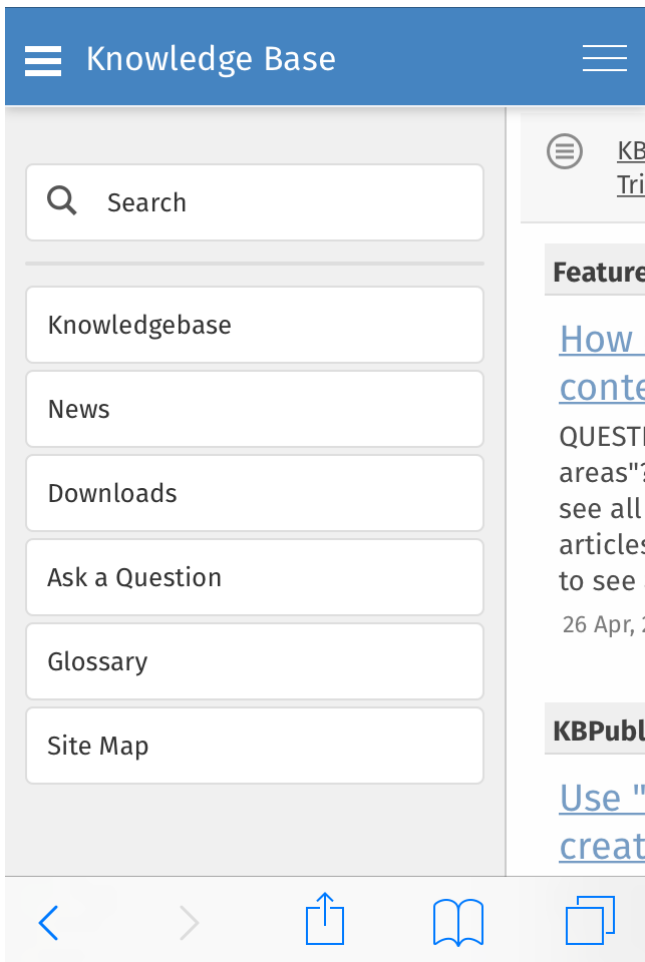 Knowledge Base
Search
Knowledgebase
News
Downloads
Ask a Question
Glossary
Site Map
KB
Tri
Feature
How
conte
QUESTI
areas"?
see all
articles
to see
26 Apr,
KBPubl
Use "
creat